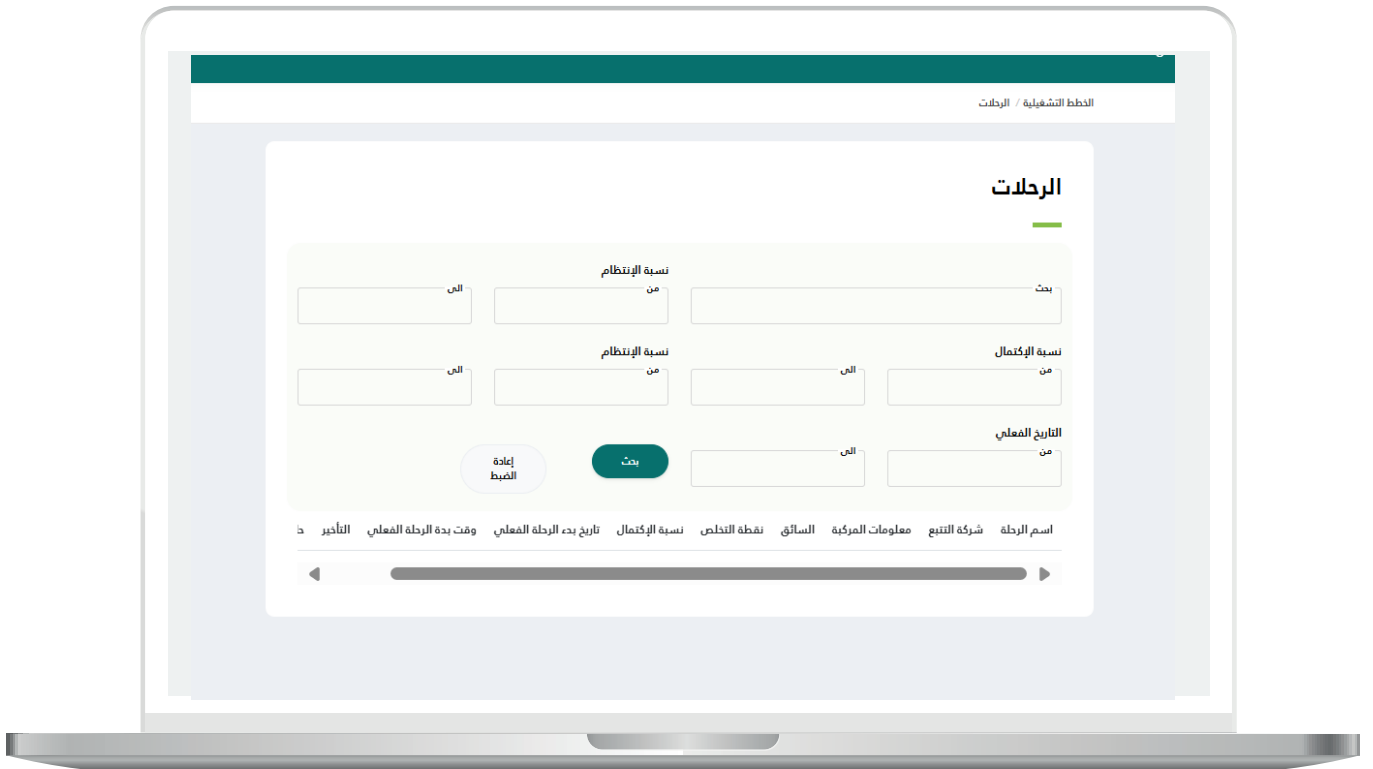 الخطط التشغيلية / الرحلات
الرحلات
نسبة الإنتظام
بحث من الى
نسبة الإكتمال نسبة الإنتظام
من الى من الى
التاريخ الفعلي
من الى
بحث
إعادة
الضبط
اسم الرحلة شركة التتبع معلومات المركبة السائق نقطة التخلص نسبة الإكتمال تاريخ بدء الرحلة الفعلي وقت بدة الرحلة الفعلي التأخير